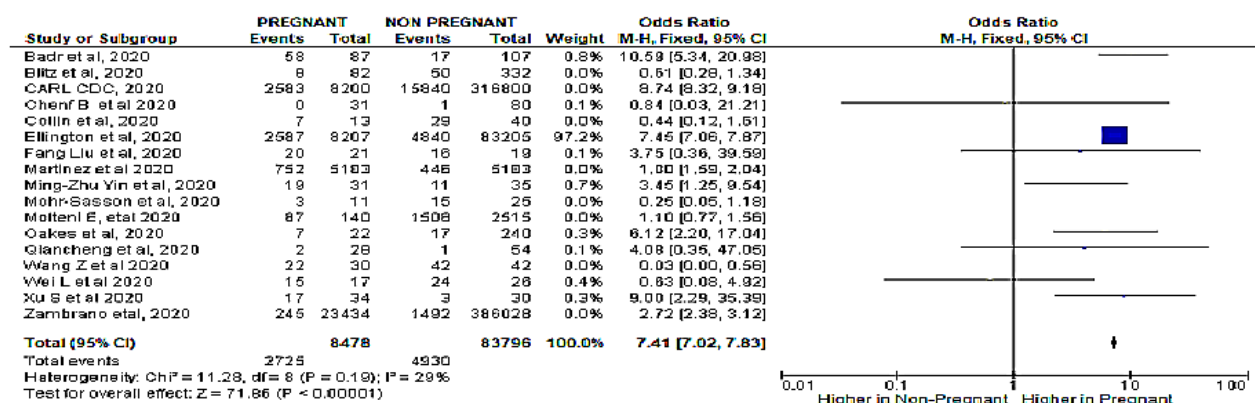 PREGNANT NON PREGNANT Odds Ratio Odds Ratio
Study or Subgroup Events Total Events Total Weight M-H, Fixed, 95% CI M-H, Fixed, 95% CI
Badr et al, 2020 58 87 17 107 0.8% 10.59 [5.34, 20.98]
Blitz et al, 2020 8 82 50 332 0.0% 0.61 [0.28, 1.34]
CARL CDC, 2020 2583 8200 15840 316800 0.0% 8.74 [8.32, 9.18]
Chenf B et al 2020 0 31 1 80 0.1% 0.84 [0.03, 21.21]
Collin et al, 2020 7 13 29 40 0.0% 0.44 [0.12, 1.61]
Ellington et al, 2020 2587 8207 4840 83205 97.2% 7.45 [7.06, 7.87]
Fang Liu et al, 2020 20 21 16 19 0.1% 3.75 [0.36, 39.59]
Martinez et al 2020 752 5183 446 5183 0.0% [1.59, 2.04]
Ming-Zhu Yin et al, 2020 19 31 11 35 0.7% 3.45 [1.25, 9.54]
Mohr-Sasson et al, 2020 3 11 15 25 0.0% 0.25 [0.05, 1.18]
Molteni E, etal 2020 87 140 1508 2515 0.0% 1.10 [0.77, 1.56]
Oakes et al, 2020 7 22 17 240 0.3% 6.12 [2.20, 17.04]
Qiancheng et al, 2020 2 28 1 54 0.1% 4.08 [0.35, 47.05]
Wang Z et al 2020 22 30 42 42 0.0% 0.03 [0.00, 0.56]
Wei L et al 2020 15 17 24 26 0.4% 0.63 [0.08, 4.92]
Xu S et al 2020 17 34 3 30 0.3% 9.00 [2.29, 35.39]
Zambrano etal, 2020 245 23434 1492 386028 0.0% 2.72 [2.38, 3.12]
Total (95% CI) 8478 83796 100.0% 7.41 [7.02, 7.83]
Total events 2725 4930
Heterogeneity: Chi² = 11.28, df = 8 (P = 0.19); I² = 29%
Test for overall effect: Z = 71.86 (P < 0.00001)
0.01 0.1 1 10 100
Higher in Non-Pregnant Higher in Pregnant